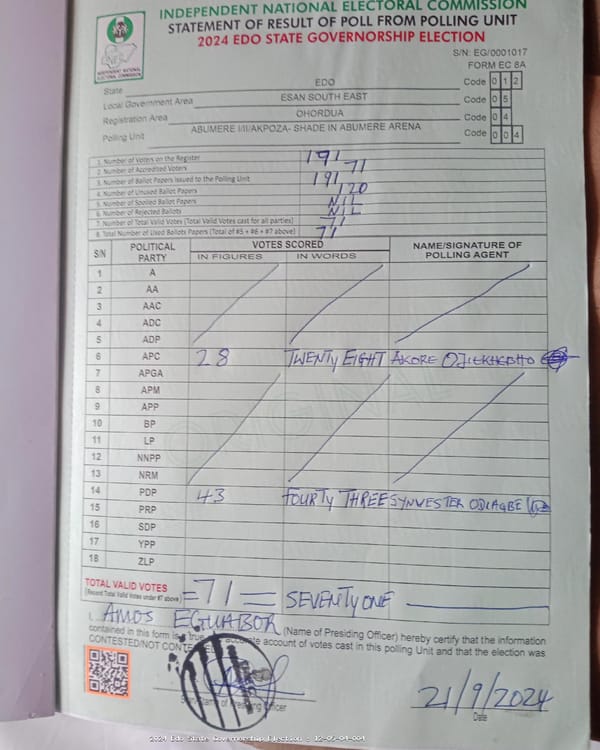 INDEPENDENT NATIONAL ELECTORAL COMMISSION
STATEMENT OF RESULT OF POLL FROM POLLING UNIT
2024 EDO STATE GOVERNORSHIP ELECTION
INDEPENDENT NATIONAL ELECTORAL COMMISSION
S/N: EG/0001017
FORM EC 8A
State EDO Code 0 1 2
Local Government Area ESAN SOUTH EAST Code 0 5
Registration Area OHORDUA Code 0 4
Polling Unit ABUMERE I/II/AKPOZA- SHADE IN ABUMERE ARENA Code 0 0 4
1. Number of Voters on the Register 191
2. Number of Accredited Voters 71
3. Number of Ballot Papers Issued to the Polling Unit 191
4. Number of Unused Ballot Papers 120
5. Number of Spoiled Ballot Papers NIL
6. Number of Rejected Ballots NIL
7. Number of Total Valid Votes (Total Valid Votes cast for all parties) 71
8. Total Number of Used Ballots Papers (Total of #5 + #6 + #7 above) 71
S/N POLITICAL PARTY VOTES SCORED NAME/SIGNATURE OF POLLING AGENT
IN FIGURES IN WORDS
1 A
2 AA
3 AAC
4 ADC
5 ADP
6 APC 28 TWENTY EIGHT AKORE
7 APGA
8 APM
9 APP
10 BP
11 LP
12 NNPP
13 NRM
14 PDP 43 FOURTY THREE SYNVESTER ODIAGBE
15 PRP
16 SDP
17 YPP
18 ZLP
ORIGINAL
TOTAL VALID VOTES =71= SEVENTY ONE
(Record Total Valid Votes under #7 above)
I, AMOS EGUABOR (Name of Presiding Officer) hereby certify that the information
contained in this form is a true and accurate account of votes cast in this polling Unit and that the election was
CONTESTED/NOT
of Presiding Officer
21/9/2024
Date
2024 Edo State Governorship Election - 12-05-04-004